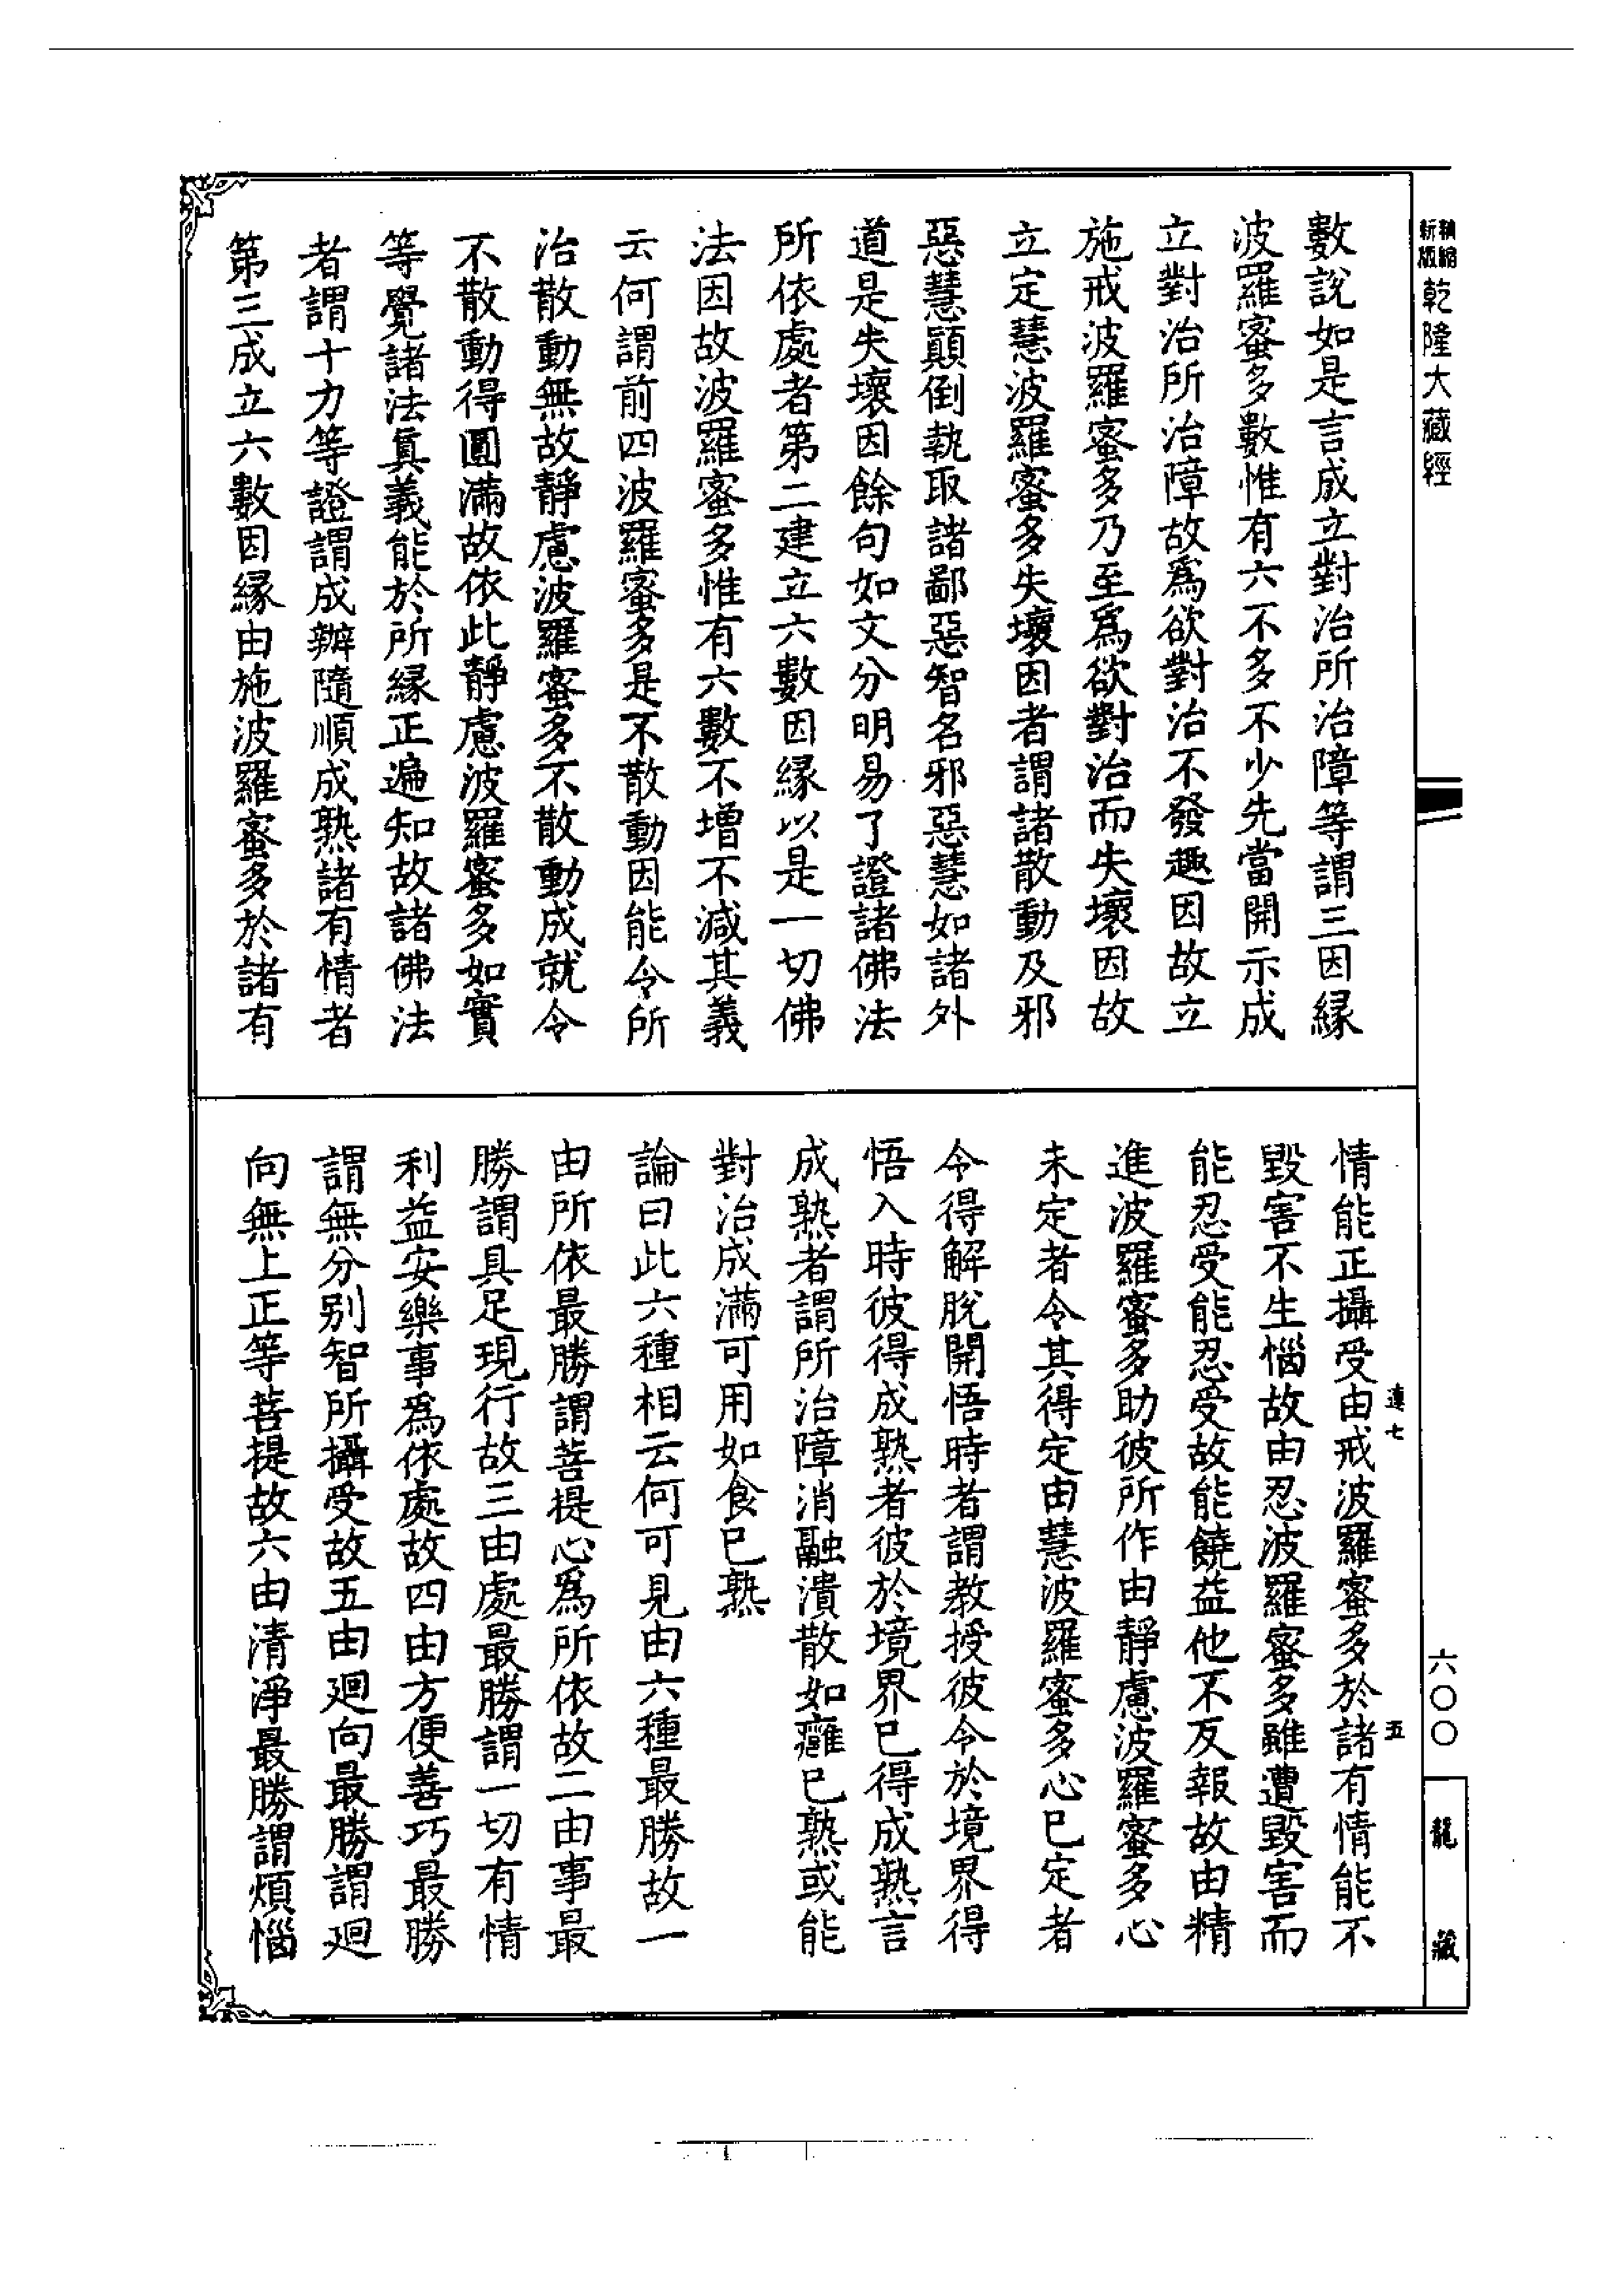 新版精縮乾隆大藏經
數說如是言成立對治所治障等謂三因緣
波羅蜜多數惟有六不多不少先當開示成
立對治所治障故爲欲對治不發趣因故立
施戒波羅蜜多乃至爲欲對治而失壞因故
立定慧波羅蜜多失壞因者謂諸散動及邪
惡慧顚倒執取諸鄙惡智名邪惡慧如諸外
道是失壞因餘句如文分明易了證諸佛法
所依處者第二建立六數因緣以是一切佛
法因故波羅蜜多惟有六數不增不減其義
云何謂前四波羅蜜多是不散動因能令所
治散動無故靜慮波羅蜜多不散動成就令
不散動得圓滿故依此靜慮波羅蜜多如實
等覺諸法眞義能於所緣正遍知故諸佛法
者謂十力等證謂成辦隨順成熟諸有情者
第三成立六數因緣由施波羅蜜多於諸有
情能正攝受由戒波羅蜜多於諸有情能不
毀害不生惱故由忍波羅蜜多雖遭毀害而
能忍受能忍受故能饒益他不反報故由精
進波羅蜜多助彼所作由靜慮波羅蜜多心
未定者令其得定由慧波羅蜜多心已定者
令得解脫開悟時者謂教授彼令於境界得
悟入時彼得成熟者彼於境界已得成熟言
成熟者謂所治障消融潰散如癰已熟或能
對治成滿可用如食已熟
論曰此六種相云何可見由六種最勝故一
由所依最勝謂菩提心爲所依故二由事最
勝謂具足現行故三由處最勝謂一切有情
利益安樂事爲依處故四由方便善巧最勝
謂無分別智所攝受故五由迴向最勝謂迴
向無上正等菩提故六由清淨最勝謂煩惱
七 五
六〇〇
龍藏